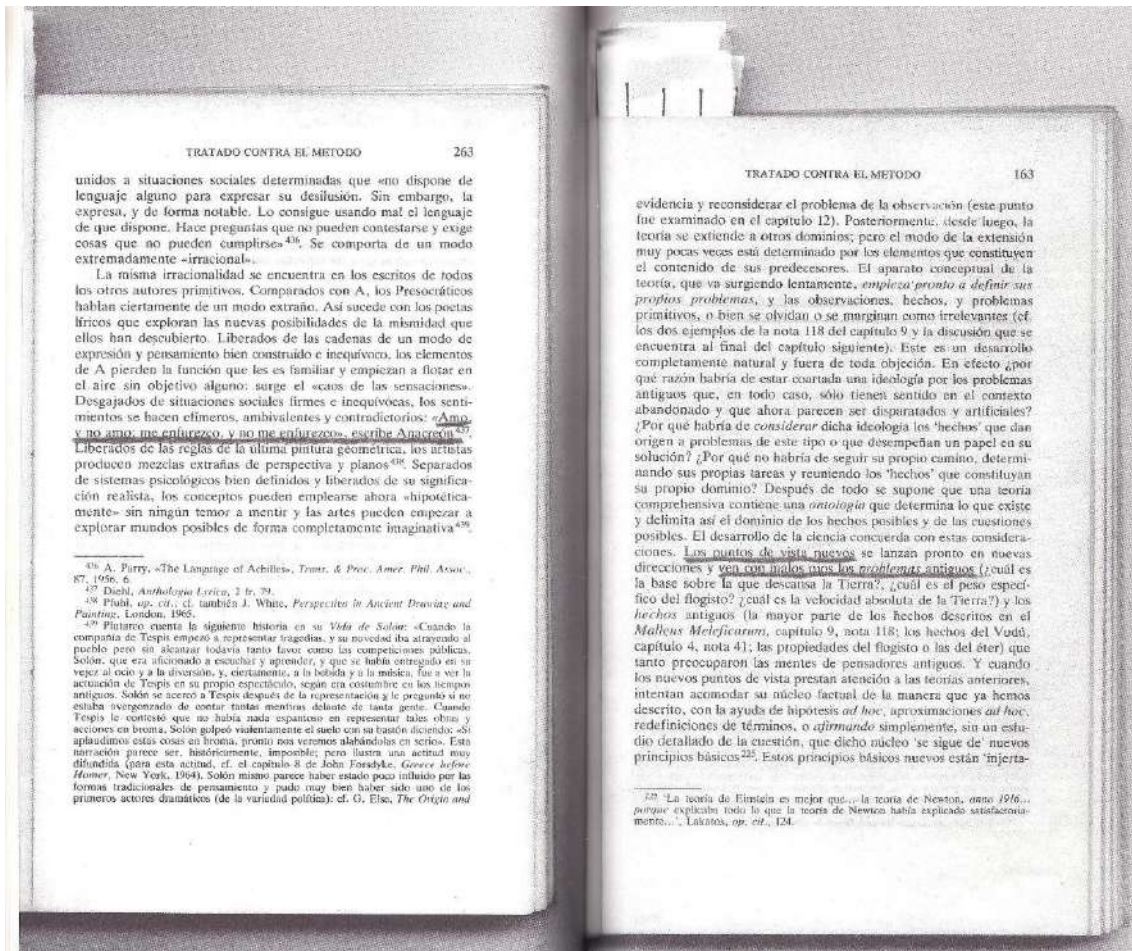 TRATADO CONTRA EL METODO 263
unidos a situaciones sociales determinadas que «no dispone de
lenguaje alguno para expresar su desilusión. Sin embargo, la
expresa, y de forma notable. Lo consigue usando mal el lenguaje
de que dispone. Hace preguntas que no pueden contestarse y exige
cosas que no pueden cumplirse»436. Se comporta de un modo
extremadamente «irracional».
La misma irracionalidad se encuentra en los escritos de todos
los otros autores primitivos. Comparados con A, los Presocráticos
hablan ciertamente de un modo extraño. Así sucede con los poetas
líricos que exploran las nuevas posibilidades de la mismidad que
ellos han descubierto. Liberados de las cadenas de un modo de
expresión y pensamiento bien construido e inequívoco, los elementos
de A pierden la función que les es familiar y empiezan a flotar en
el aire sin objetivo alguno: surge el «caos de las sensaciones».
Desgajados de situaciones sociales firmes e inequívocas, los senti-
mientos se hacen efímeros, ambivalentes y contradictorios: «Amo,
y no amo; me enfurezco, y no me enfurezco», escribe Anacreón437.
Liberados de las reglas de la última pintura geométrica, los artistas
producen mezclas extrañas de perspectiva y planos438. Separados
de sistemas psicológicos bien definidos y liberados de su significa-
ción realista, los conceptos pueden emplearse ahora «hipotética-
mente» sin ningún temor a mentir y las artes pueden empezar a
explorar mundos posibles de forma completamente imaginativa439.
436 A. Parry, «The Language of Achilles», Trans. & Proc. Amer. Phil. Assoc.,
87, 1956, 6.
437 Diehl, Anthologia Lyrica, 2 fr. 79.
438 Pfuhl, op. cit.; cf. también J. White, Perspective in Ancient Drawing and
Painting, London, 1965.
439 Plutarco cuenta la siguiente historia en su Vida de Solón: «Cuando la
compañía de Tespis empezó a representar tragedias, y su novedad iba atrayendo al
pueblo pero sin alcanzar todavía tanto favor como las competiciones públicas,
Solón, que era aficionado a escuchar y aprender, y que se había entregado en su
vejez al ocio y a la diversión, y, ciertamente, a la bebida y a la música, fue a ver la
actuación de Tespis en su propio espectáculo, según era costumbre en los tiempos
antiguos. Solón se acercó a Tespis después de la representación y le preguntó si no
estaba avergonzado de contar tantas mentiras delante de tanta gente. Cuando
Tespis le contestó que no había nada espantoso en representar tales obras y
acciones en broma, Solón golpeó violentamente el suelo con su bastón diciendo: «Si
aplaudimos estas cosas en broma, pronto nos veremos alabándolas en serio». Esta
narración parece ser, históricamente, imposible; pero ilustra una actitud muy
difundida (para esta actitud, cf. el capítulo 8 de John Forsdyke, Greece before
Homer, New York, 1964). Solón mismo parece haber estado poco influido por las
formas tradicionales de pensamiento y pudo muy bien haber sido uno de los
primeros actores dramáticos (de la variedad política): cf. G. Else, The Origin and
TRATADO CONTRA EL METODO 163
evidencia y reconsiderar el problema de la observación (este punto
fue examinado en el capítulo 12). Posteriormente, desde luego, la
teoría se extiende a otros dominios; pero el modo de la extensión
muy pocas veces está determinado por los elementos que constituyen
el contenido de sus predecesores. El aparato conceptual de la
teoría, que va surgiendo lentamente, empieza pronto a definir sus
propios problemas, y las observaciones, hechos, y problemas
primitivos, o bien se olvidan o se marginan como irrelevantes (cf.
los dos ejemplos de la nota 118 del capítulo 9 y la discusión que se
encuentra al final del capítulo siguiente). Este es un desarrollo
completamente natural y fuera de toda objeción. En efecto ¿por
qué razón habría de estar coartada una ideología por los problemas
antiguos que, en todo caso, sólo tienen sentido en el contexto
abandonado y que ahora parecen ser disparatados y artificiales?
¿Por qué habría de considerar dicha ideología los 'hechos' que dan
origen a problemas de este tipo o que desempeñan un papel en su
solución? ¿Por qué no habría de seguir su propio camino, determi-
nando sus propias tareas y reuniendo los 'hechos' que constituyan
su propio dominio? Después de todo se supone que una teoría
comprehensiva contiene una ontología que determina lo que existe
y delimita así el dominio de los hechos posibles y de las cuestiones
posibles. El desarrollo de la ciencia concuerda con estas considera-
ciones. Los puntos de vista nuevos se lanzan pronto en nuevas
direcciones y ven con malos ojos los problemas antiguos (¿cuál es
la base sobre la que descansa la Tierra?, ¿cuál es el peso especí-
fico del flogisto? ¿cuál es la velocidad absoluta de la Tierra?) y los
hechos antiguos (la mayor parte de los hechos descritos en el
Malleus Meleficarum, capítulo 9, nota 118; los hechos del Vudú,
capítulo 4, nota 41; las propiedades del flogisto o las del éter) que
tanto preocuparon las mentes de pensadores antiguos. Y cuando
los nuevos puntos de vista prestan atención a las teorías anteriores,
intentan acomodar su núcleo factual de la manera que ya hemos
descrito, con la ayuda de hipótesis ad hoc, aproximaciones ad hoc,
redefiniciones de términos, o afirmando simplemente, sin un estu-
dio detallado de la cuestión, que dicho núcleo 'se sigue de' nuevos
principios básicos225. Estos principios básicos nuevos están 'injerta-
225 'La teoría de Einstein es mejor que... la teoría de Newton, anno 1916...
porque explicaba todo lo que la teoría de Newton había explicado satisfactoria-
mente...', Lakatos, op. cit., 124.